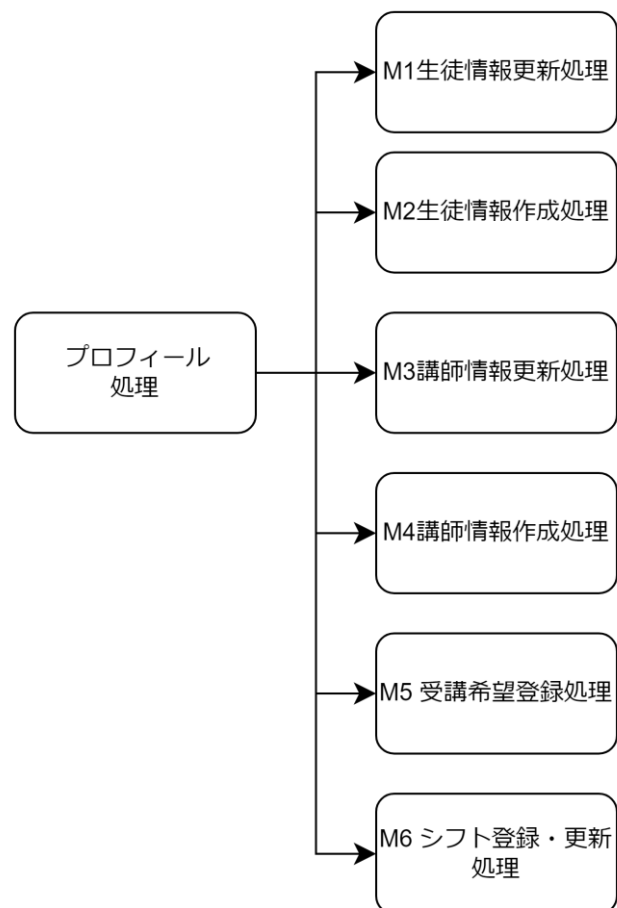 M1生徒情報更新処理
M2生徒情報作成処理
プロフィール
処理
M3講師情報更新処理
M4講師情報作成処理
M5 受講希望登録処理
M6 シフト登録・更新
処理